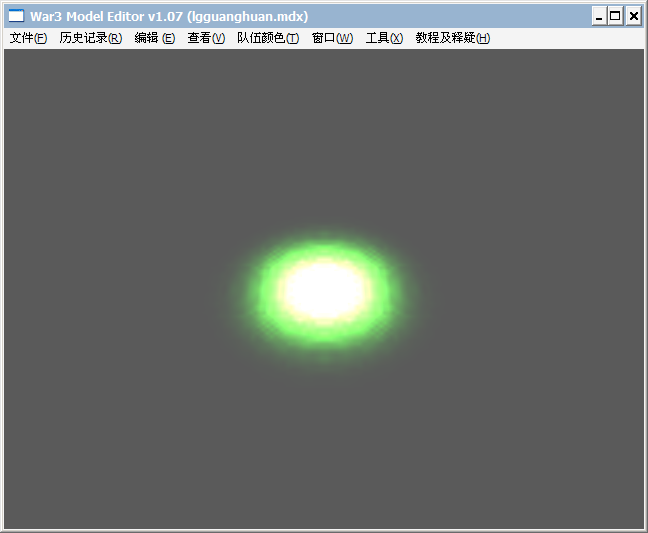 War3 Model Editor v1.07 (lgguanghuan.mdx)
文件(F) 历史记录(R) 编辑 (E) 查看(V) 队伍颜色(T) 窗口(W) 工具(X) 教程及释疑(H)